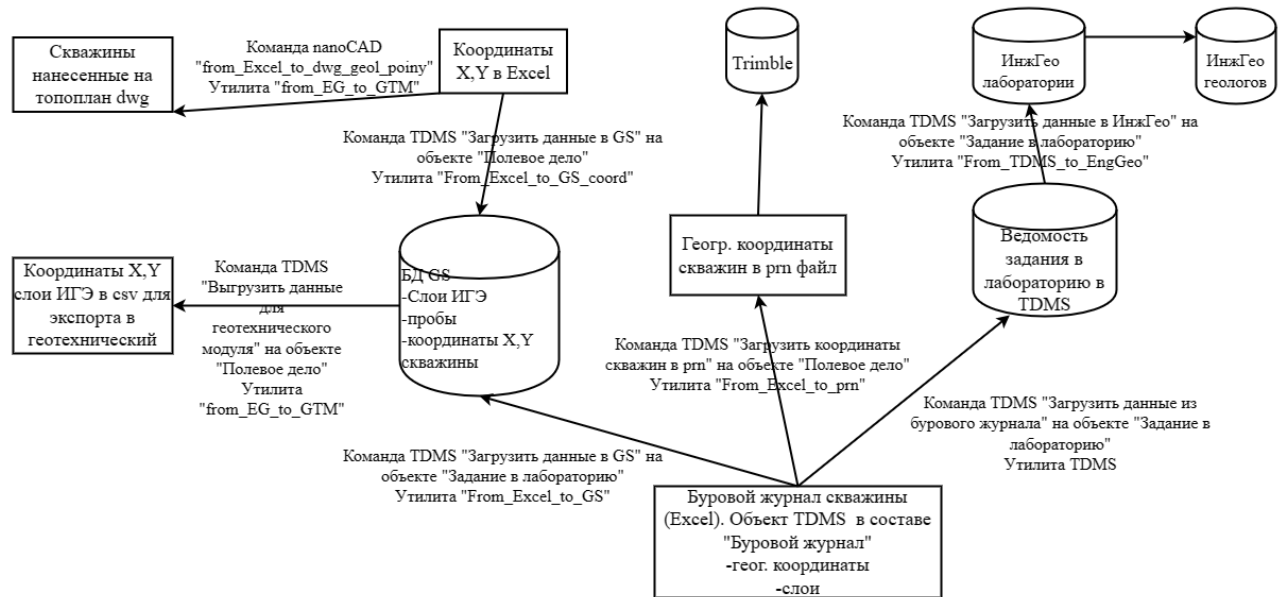 Скважины
нанесенные на
топоплан dwg
Команда nanoCAD
"from_Excel_to_dwg_geol_poiny"
Утилита "from_EG_to_GTM"
Координаты
X,Y в Excel
Trimble
ИнжГео
лаборатории
ИнжГео
геологов
Команда TDMS "Загрузить данные в GS" на
объекте "Полевое дело"
Утилита "From_Excel_to_GS_coord"
Команда TDMS "Загрузить данные в ИнжГео" на
объекте "Задание в лабораторию"
Утилита "From_TDMS_to_EngGeo"
Координаты X,Y
слои ИГЭ в csv для
экспорта в
геотехнический
Команда TDMS
"Выгрузить данные
для
геотехнического
модуля" на объекте
"Полевое дело"
Утилита
"from_EG_to_GTM"
БД GS
-Слои ИГЭ
-пробы
-координаты X,Y
скважины
Геогр. координаты
скважин в prn файл
Ведомость
задания в
лабораторию в
TDMS
Команда TDMS "Загрузить координаты
скважин в prn" на объекте "Полевое дело"
Утилита "From_Excel_to_prn"
Команда TDMS "Загрузить данные из
бурового журнала" на объекте "Задание в
лабораторию"
Утилита TDMS
Команда TDMS "Загрузить данные в GS" на
объекте "Задание в лабораторию"
Утилита "From_Excel_to_GS"
Буровой журнал скважины
(Excel). Объект TDMS в составе
"Буровой журнал"
-геог. координаты
-слои